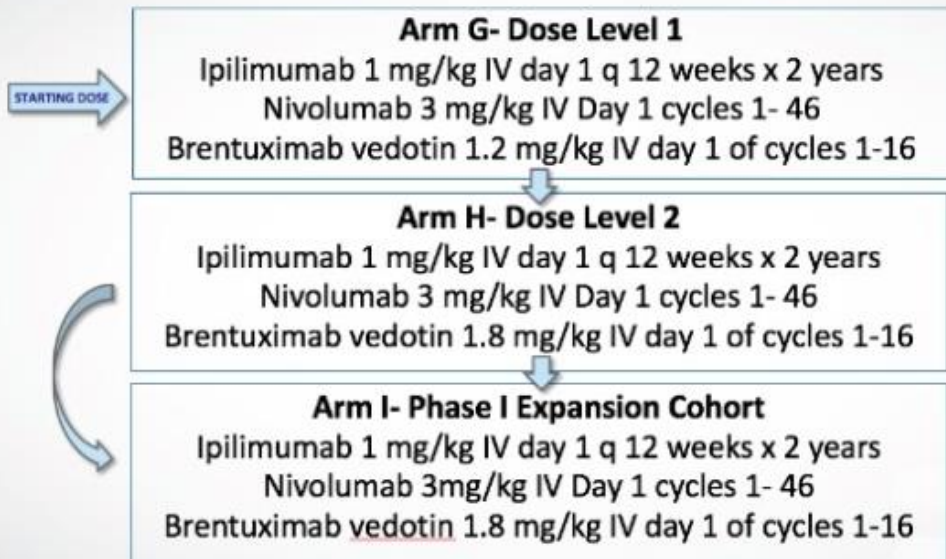 Arm G- Dose Level 1
Ipilimumab 1 mg/kg IV day 1 q 12 weeks x 2 years
STARTING DOSE
Nivolumab 3 mg/kg IV Day 1 cycles 1- 46
Brentuximab vedotin 1.2 mg/kg IV day 1 of cycles 1-16
Arm H- Dose Level 2
Ipilimumab 1 mg/kg IV day 1 q 12 weeks x 2 years
Nivolumab 3 mg/kg IV Day 1 cycles 1- 46
Brentuximab vedotin 1.8 mg/kg IV day 1 of cycles 1-16
Arm I- Phase I Expansion Cohort
Ipilimumab 1 mg/kg IV day 1 q 12 weeks x 2 years
Nivolumab 3mg/kg IV Day 1 cycles 1- 46
Brentuximab vedotin 1.8 mg/kg IV day 1 of cycles 1-16